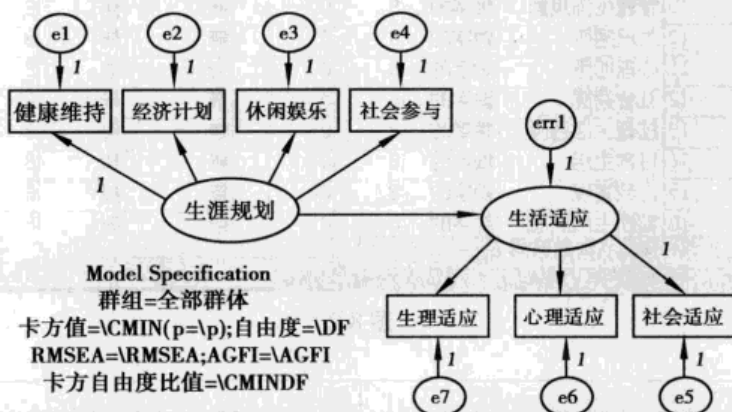 e1 e2 e3 e4
1 1 1 1
健康维持 经济计划 休闲娱乐 社会参与
err1
1
1
生涯规划 生活适应
1
Model Specification
群组=全部群体
卡方值=\CMIN(p=\p);自由度=\DF
RMSEA=\RMSEA;AGFI=\AGFI
卡方自由度比值=\CMINDF
生理适应 心理适应 社会适应
1 1 1
e7 e6 e5